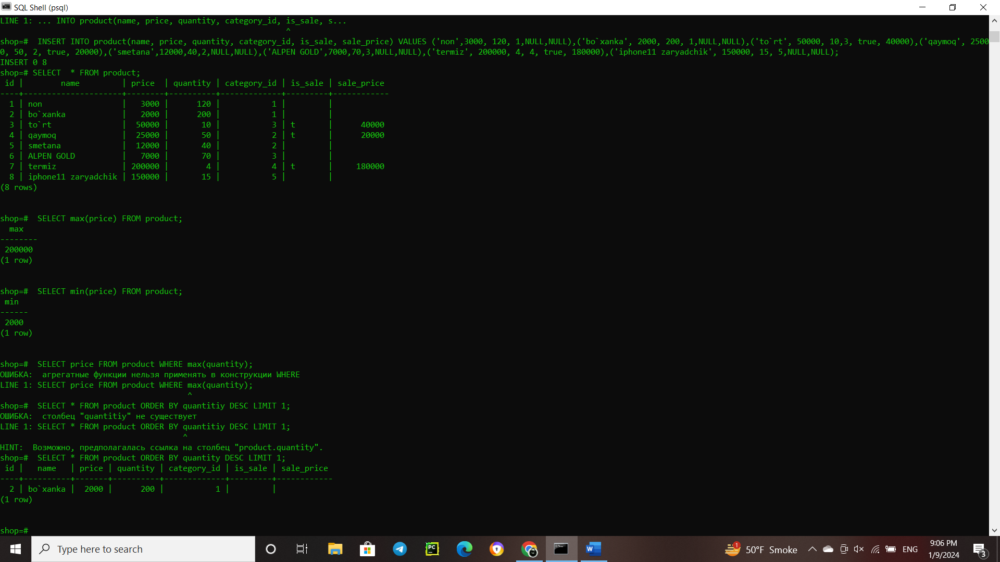 SQL Shell (psql)
LINE 1: ... INTO product(name, price, quantity, category_id, is_sale, s...
                                                             ^
shop=#  INSERT INTO product(name, price, quantity, category_id, is_sale, sale_price) VALUES ('non',3000, 120, 1,NULL,NULL),('bo`xanka', 2000, 200, 1,NULL,NULL),('to`rt', 50000, 10,3, true, 40000),('qaymoq', 2500
0, 50, 2, true, 20000),('smetana',12000,40,2,NULL,NULL),('ALPEN GOLD',7000,70,3,NULL,NULL),('termiz', 200000, 4, 4, true, 180000),('iphone11 zaryadchik', 150000, 15, 5,NULL,NULL);
INSERT 0 8
shop=# SELECT  * FROM product;
 id |        name         | price  | quantity | category_id | is_sale | sale_price
----+---------------------+--------+----------+-------------+---------+------------
  1 | non                 |   3000 |      120 |           1 |         |
  2 | bo`xanka            |   2000 |      200 |           1 |         |
  3 | to`rt               |  50000 |       10 |           3 | t       |      40000
  4 | qaymoq              |  25000 |       50 |           2 | t       |      20000
  5 | smetana             |  12000 |       40 |           2 |         |
  6 | ALPEN GOLD          |   7000 |       70 |           3 |         |
  7 | termiz              | 200000 |        4 |           4 | t       |     180000
  8 | iphone11 zaryadchik | 150000 |       15 |           5 |         |
(8 rows)
shop=#  SELECT max(price) FROM product;
  max
--------
 200000
(1 row)
shop=#  SELECT min(price) FROM product;
 min
------
 2000
(1 row)
shop=#  SELECT price FROM product WHERE max(quantity);
ОШИБКА:  агрегатные функции нельзя применять в конструкции WHERE
LINE 1: SELECT price FROM product WHERE max(quantity);
                                        ^
shop=#  SELECT * FROM product ORDER BY quantitiy DESC LIMIT 1;
ОШИБКА:  столбец "quantitiy" не существует
LINE 1: SELECT * FROM product ORDER BY quantitiy DESC LIMIT 1;
                                       ^
HINT:  Возможно, предполагалась ссылка на столбец "product.quantity".
shop=#  SELECT * FROM product ORDER BY quantity DESC LIMIT 1;
 id |   name   | price | quantity | category_id | is_sale | sale_price
----+----------+-------+----------+-------------+---------+------------
  2 | bo`xanka |  2000 |      200 |           1 |         |
(1 row)
shop=#
Type here to search
PC
W
1
50°F Smoke
ENG
9:06 PM
1/9/2024
3